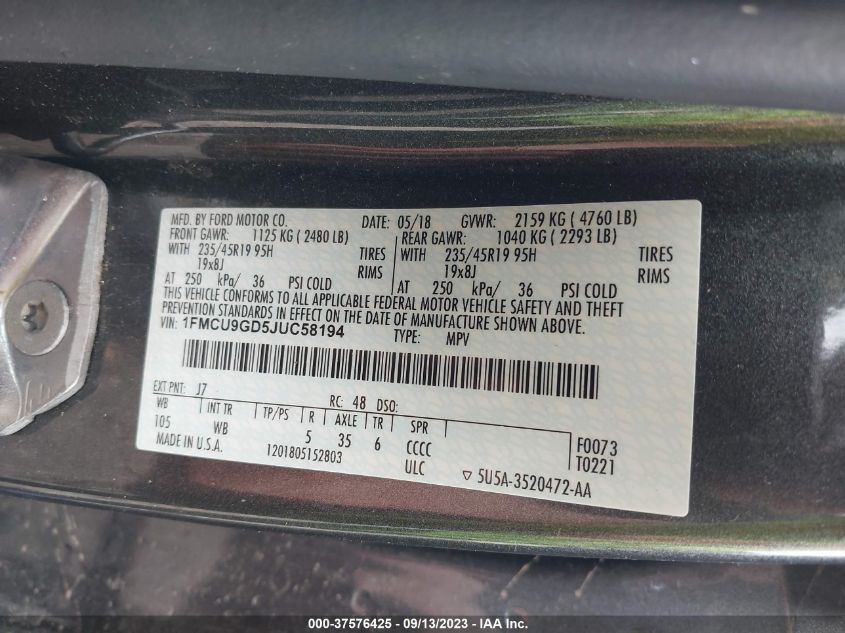 MFD. BY FORD MOTOR CO. DATE: 05/18 GVWR: 2159 KG ( 4760 LB)
FRONT GAWR: 1125 KG ( 2480 LB) REAR GAWR: 1040 KG ( 2293 LB)
WITH 235/45R19 95H TIRES WITH 235/45R19 95H TIRES
19x8J RIMS 19x8J RIMS
AT 250 kPa/ 36 PSI COLD AT 250 kPa/ 36 PSI COLD
THIS VEHICLE CONFORMS TO ALL APPLICABLE FEDERAL MOTOR VEHICLE SAFETY AND THEFT
PREVENTION STANDARDS IN EFFECT ON THE DATE OF MANUFACTURE SHOWN ABOVE.
VIN: 1FMCU9GD5JUC58194
TYPE: MPV
EXT PNT: J7 RC: 48 DSO:
WB INT TR TP/PS R AXLE TR SPR
105 WB 5 35 6 CCCC F0073
MADE IN U.S.A. 1201805152803 ULC T0221
▽ 5U5A-3520472-AA
000-37576425 - 09/13/2023 - IAA Inc.